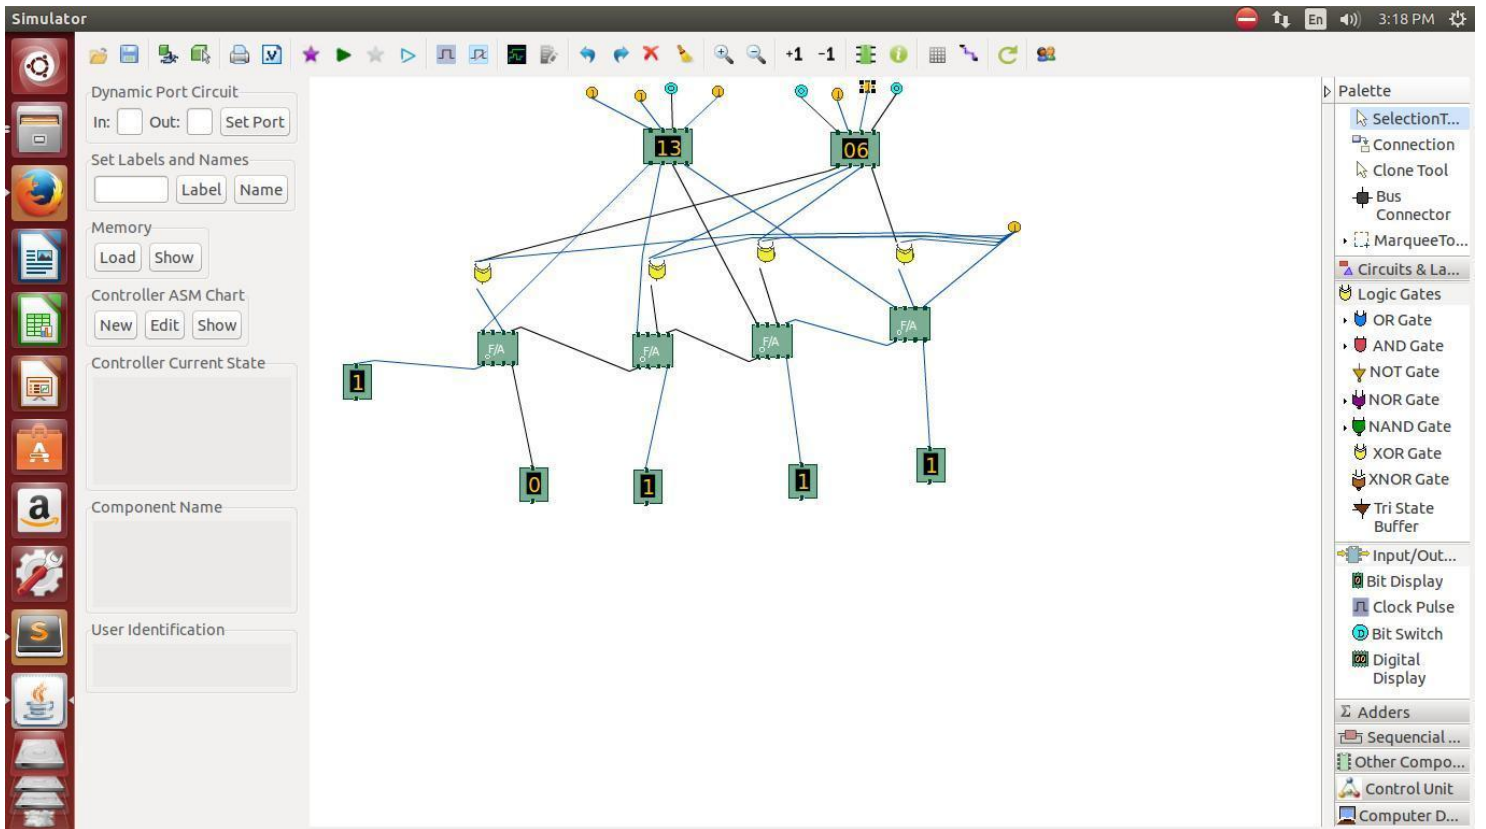 Simulator
En
3:18 PM
+1 -1
Dynamic Port Circuit
In: Out: Set Port
Set Labels and Names
Label Name
Memory
Load Show
Controller ASM Chart
New Edit Show
Controller Current State
Component Name
User Identification
13
06
F/A
F/A
F/A
F/A
1
0
1
1
1
Palette
SelectionT...
Connection
Clone Tool
Bus
Connector
MarqueeTo...
Circuits & La...
Logic Gates
OR Gate
AND Gate
NOT Gate
NOR Gate
NAND Gate
XOR Gate
XNOR Gate
Tri State
Buffer
Input/Out...
Bit Display
Clock Pulse
Bit Switch
Digital
Display
Σ Adders
Sequencial ...
Other Compo...
Control Unit
Computer D...